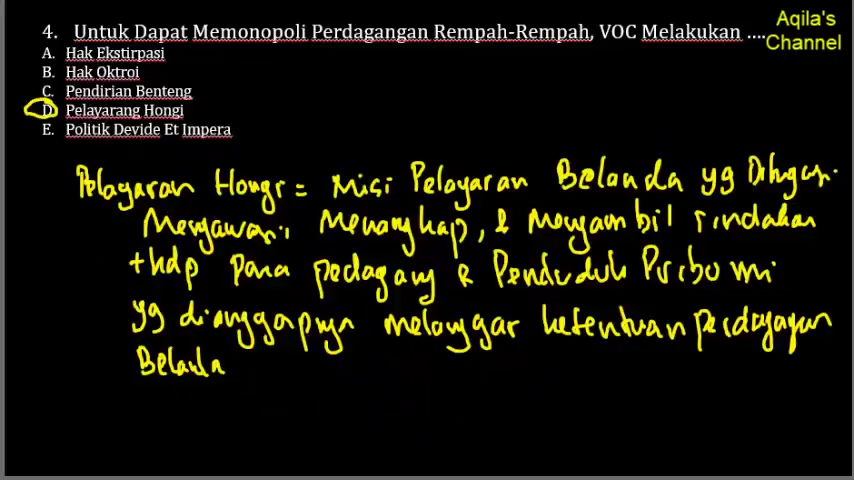 4. Untuk Dapat Memonopoli Perdagangan Rempah-Rempah, VOC Melakukan ....
Aqila's
Channel
A. Hak Ekstirpasi
B. Hak Oktroi
C. Pendirian Benteng
D. Pelayarang Hongi
E. Politik Devide Et Impera
Pelayaran Hongi = Misi Pelayaran Belanda yg
Mengawasi, Menangkap, & Mengambil tindakan
thdp para pedagang & Penduduk Pribumi
yg dianggapnya melanggar ketentuan perdagangan
Belanda